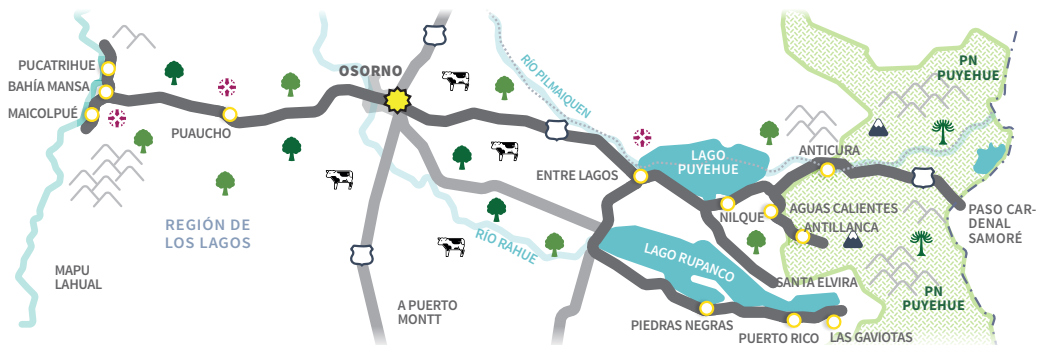 PUCATRIHUE
BAHÍA MANSA
MAICOLPUÉ
PUAUCHO
OSORNO
RÍO PILMAIQUEN
PN
PUYEHUE
REGIÓN DE
LOS LAGOS
MAPU
LAHUAL
A PUERTO
MONTT
RÍO RAHUE
ENTRE LAGOS
LAGO
PUYEHUE
ANTICURA
NILQUE
AGUAS CALIENTES
ANTILLANCA
PASO CAR-
DENAL
SAMORÉ
LAGO RUPANCO
SANTA ELVIRA
PN
PUYEHUE
PIEDRAS NEGRAS
PUERTO RICO
LAS GAVIOTAS